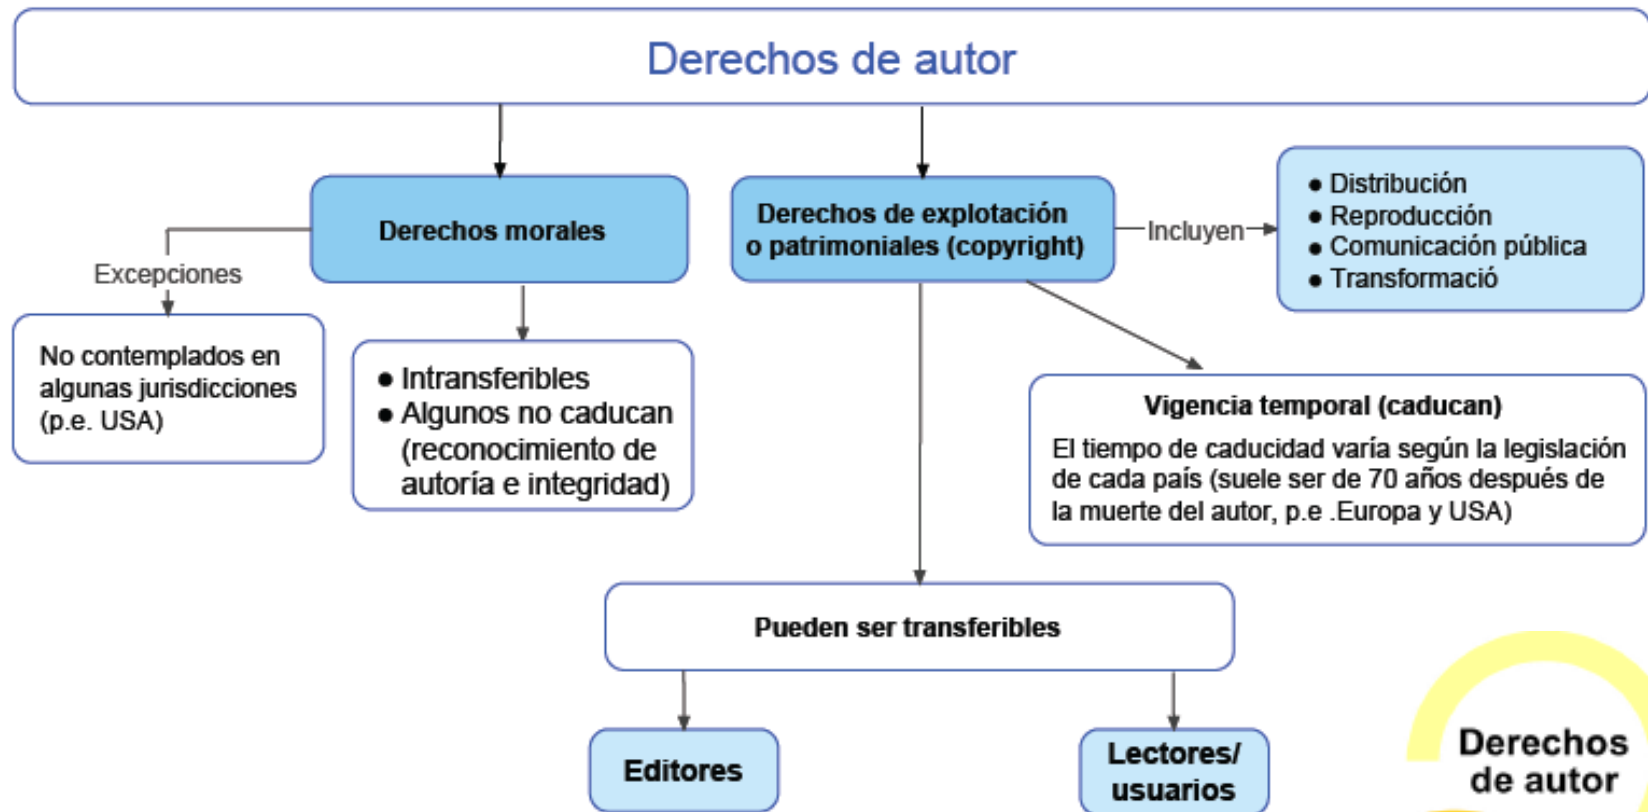 Derechos de autor
Derechos morales
Derechos de explotación
o patrimoniales (copyright)
Incluyen
● Distribución
● Reproducción
● Comunicación pública
● Transformació
Excepciones
No contemplados en
algunas jurisdicciones
(p.e. USA)
● Intransferibles
● Algunos no caducan
(reconocimiento de
autoría e integridad)
Vigencia temporal (caducan)
El tiempo de caducidad varía según la legislación
de cada país (suele ser de 70 años después de
la muerte del autor, p.e .Europa y USA)
Pueden ser transferibles
Editores
Lectores/
usuarios
Derechos
de autor